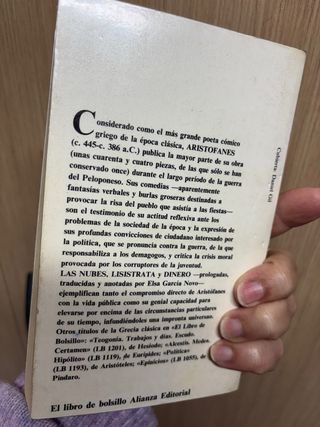 Considerado como el más grande poeta cómico
griego de la época clásica, ARISTOFANES
(c. 445-c. 386 a.C.) publica la mayor parte de su obra
(unas cuarenta y cuatro piezas, de las que sólo se han
conservado once) durante el largo período de la guerra
del Peloponeso. Sus comedias —aparentemente
fantasías verbales y burlas groseras destinadas a
provocar la risa del pueblo que asistía a las fiestas—
son el testimonio de su actitud reflexiva ante los
problemas de la sociedad de la época y la expresión de
sus profundas convicciones de ciudadano interesado por
la política, que se pronuncia contra la guerra, de la que
responsabiliza a los demagogos, y critica la crisis moral
provocada por los corruptores de la juventud.
LAS NUBES, LISISTRATA y DINERO —prologadas,
traducidas y anotadas por Elsa García Novo—
ejemplifican tanto el compromiso directo de Aristófanes
con la vida pública como su genial capacidad para
elevarse por encima de las circunstancias particulares
de su tiempo, infundiéndoles una impronta universal.
Otros títulos de la Grecia clásica en «El Libro de
Bolsillo»: «Teogonía. Trabajos y días. Escudo.
Certamen» (LB 1201), de Hesíodo; «Alcestis. Medea.
Hipólito» (LB 1119), de Eurípides; «Política»
(LB 1193), de Aristóteles; «Epinicios» (LB 1055), de
Píndaro.
El libro de bolsillo Alianza Editorial
Cubierta: Daniel Gil